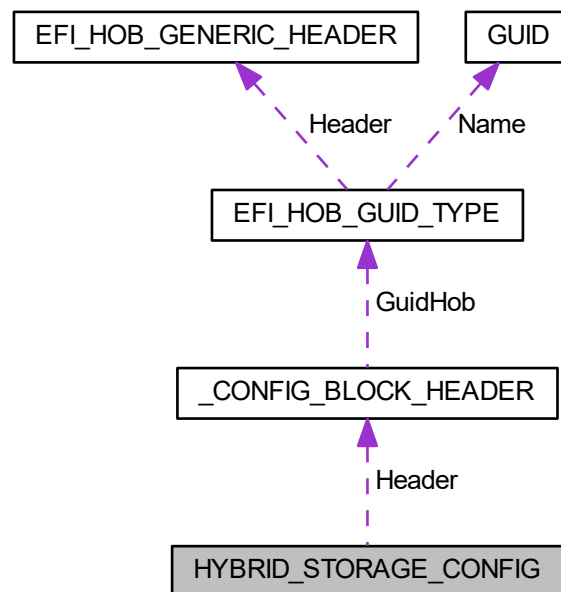 EFI_HOB_GENERIC_HEADER
GUID
Header
Name
EFI_HOB_GUID_TYPE
GuidHob
_CONFIG_BLOCK_HEADER
Header
HYBRID_STORAGE_CONFIG